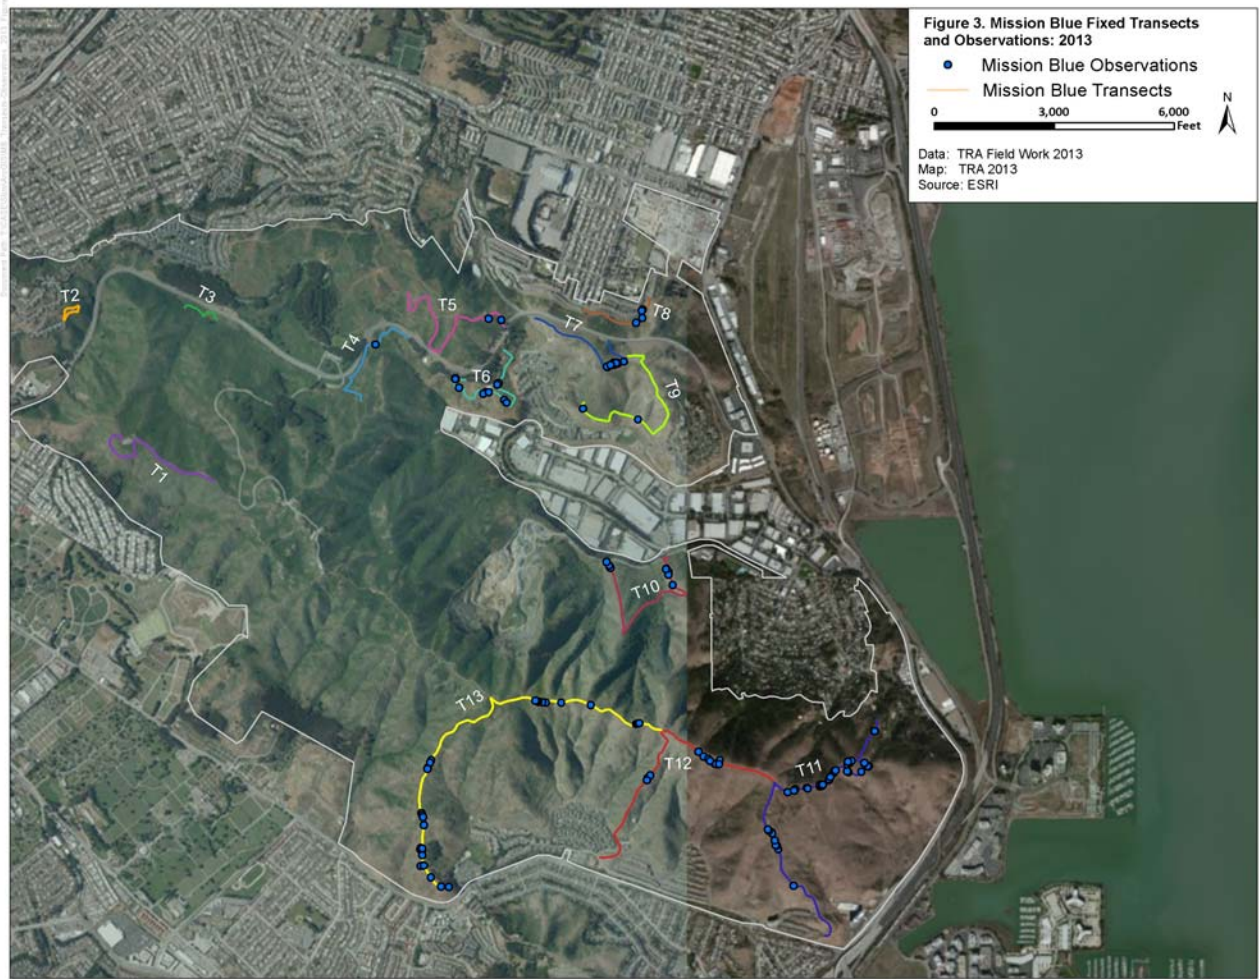 Figure 3. Mission Blue Fixed Transects
and Observations: 2013
Mission Blue Observations
Mission Blue Transects
N
0 3,000 6,000
Feet
Data: TRA Field Work 2013
Map: TRA 2013
Source: ESRI
T2
T3
T5
T8
T7
T4
T6
T9
T1
T10
T13
T12
T11